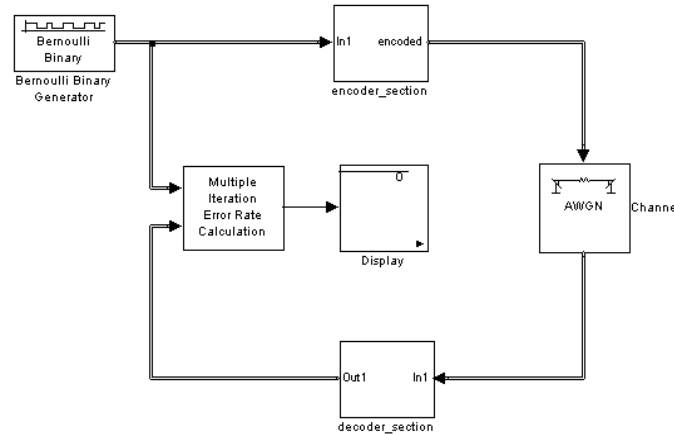 Bernoulli
Binary
Bernoulli Binary
Generator
In1
encoded
encoder_section
Multiple
Iteration
Error Rate
Calculation
0
Display
AWGN
Channe
Out1
In1
decoder_section